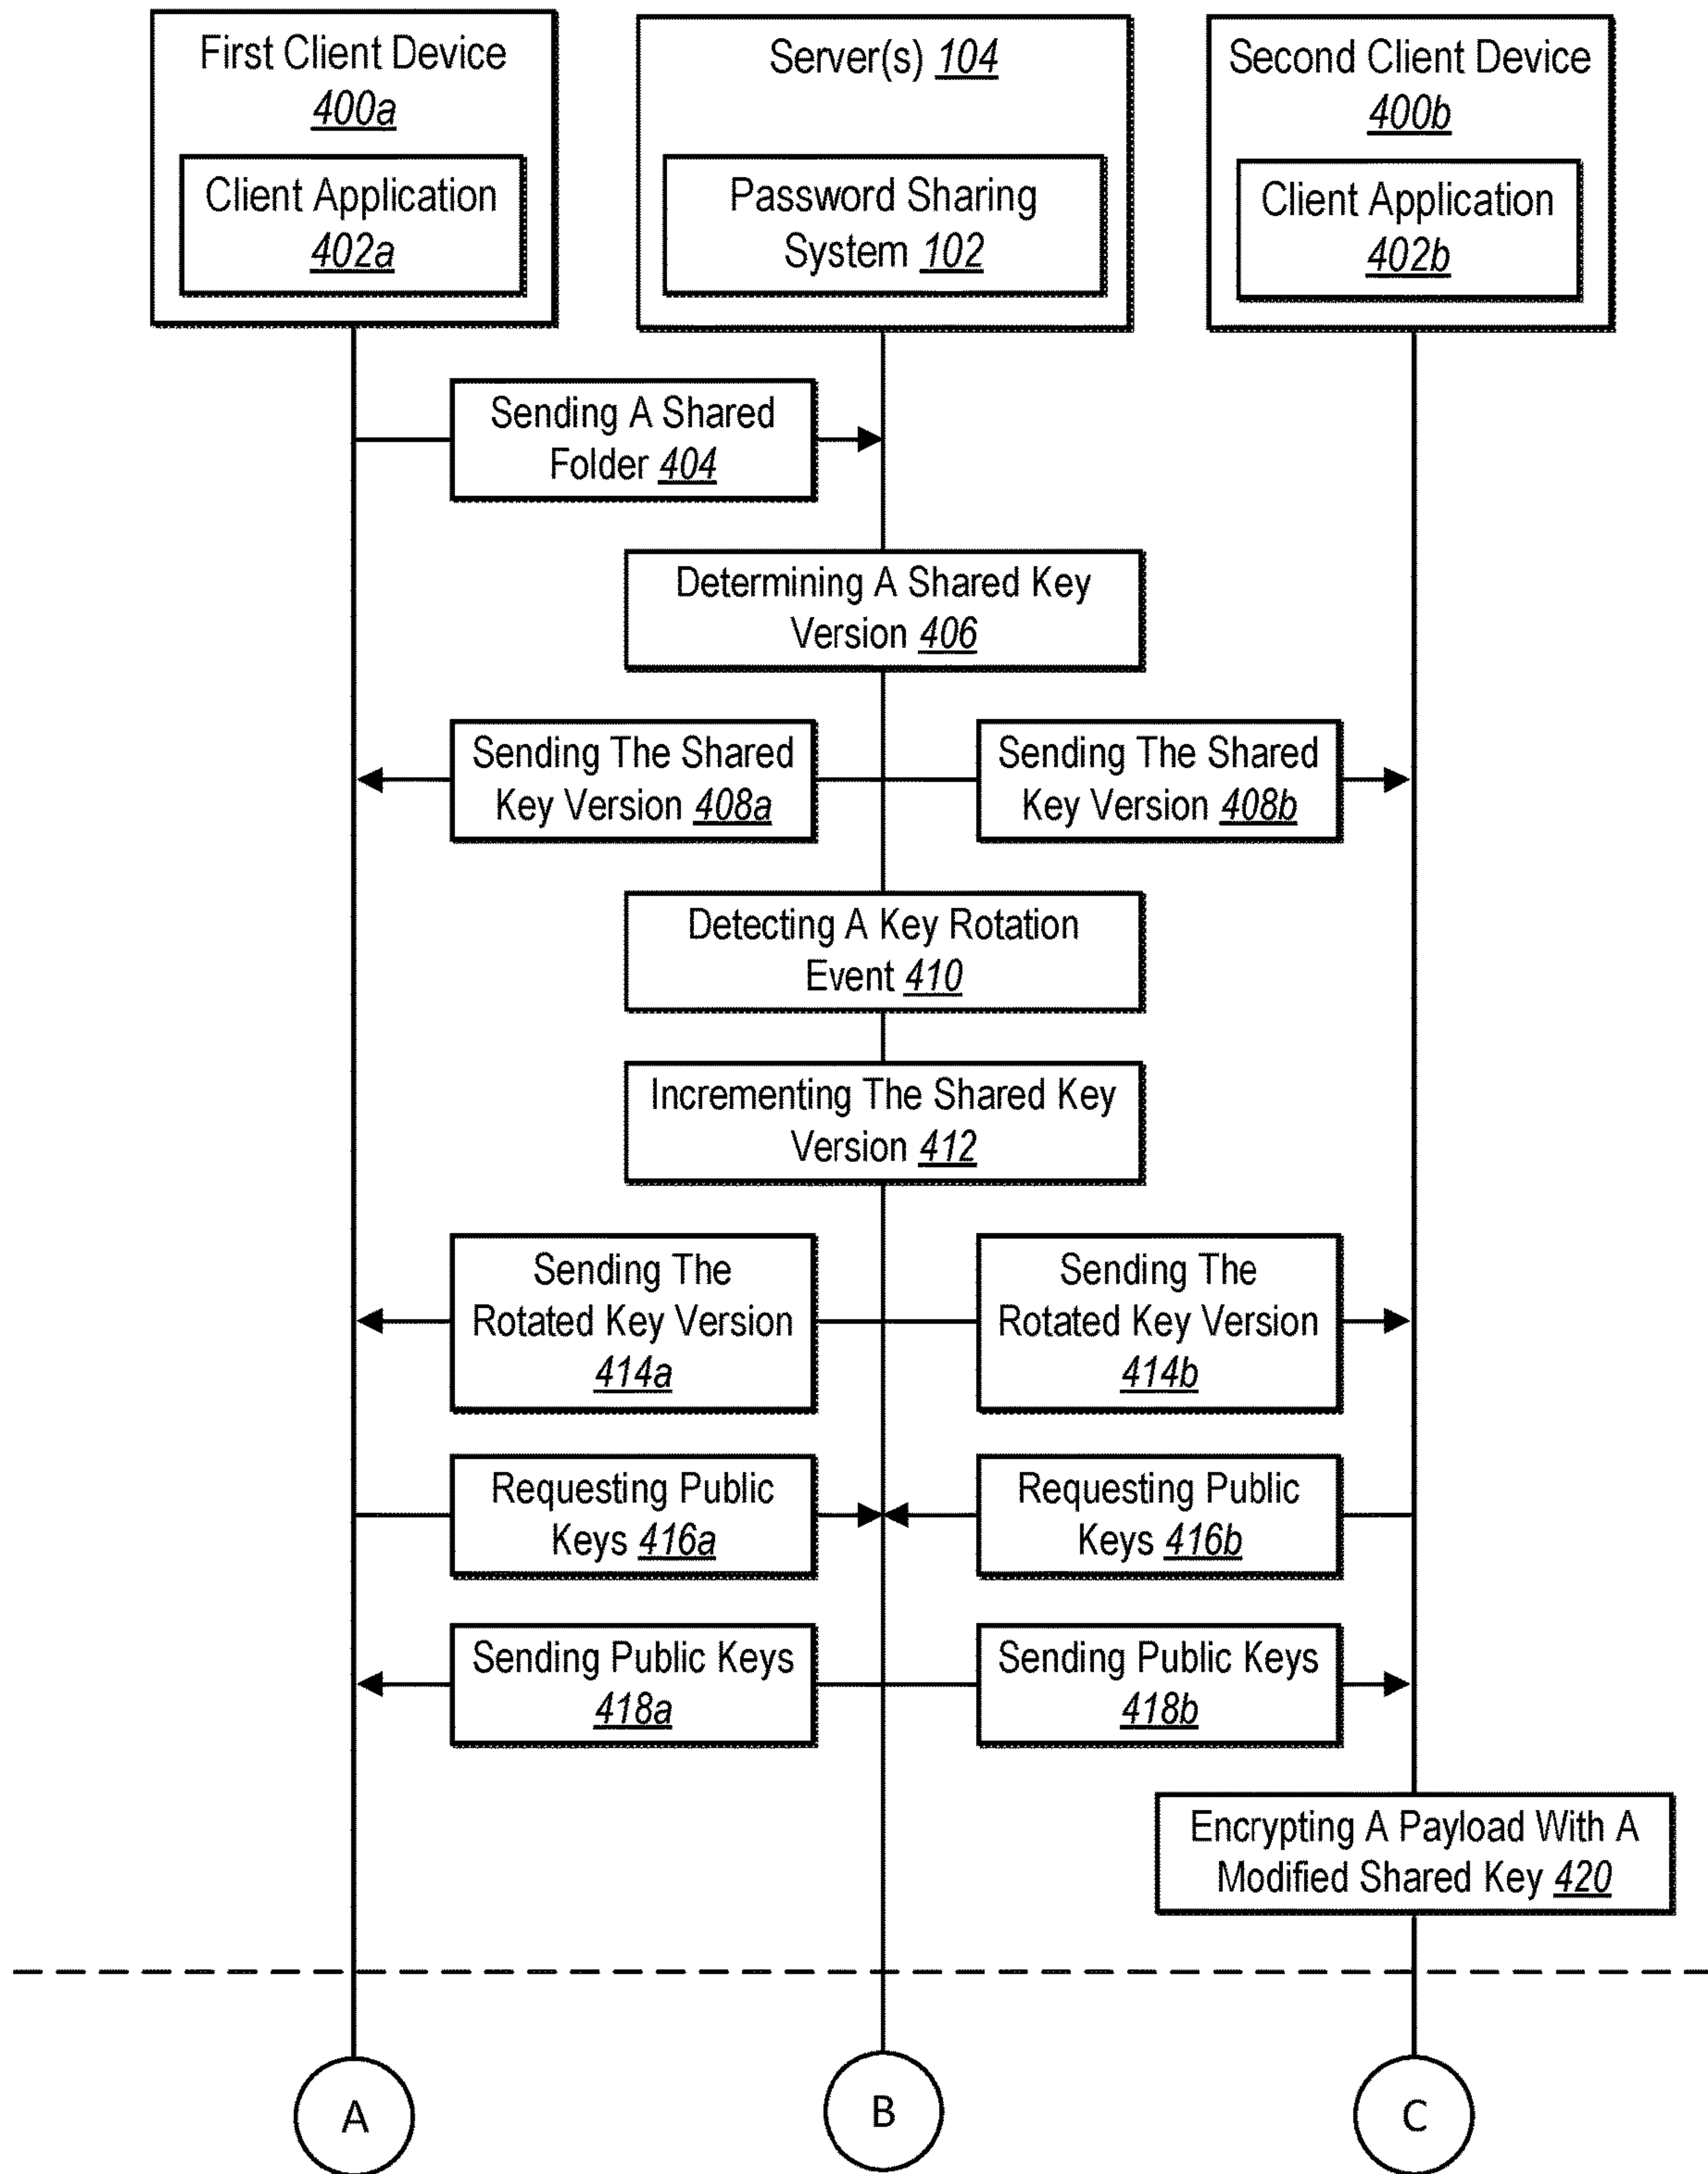 First Client Device
400a
Client Application
402a
Server(s) 104
Password Sharing
System 102
Second Client Device
400b
Client Application
402b
Sending A Shared
Folder 404
Determining A Shared Key
Version 406
Sending The Shared
Key Version 408a
Sending The Shared
Key Version 408b
Detecting A Key Rotation
Event 410
Incrementing The Shared Key
Version 412
Sending The
Rotated Key Version
414a
Sending The
Rotated Key Version
414b
Requesting Public
Keys 416a
Requesting Public
Keys 416b
Sending Public Keys
418a
Sending Public Keys
418b
Encrypting A Payload With A
Modified Shared Key 420
A
B
C